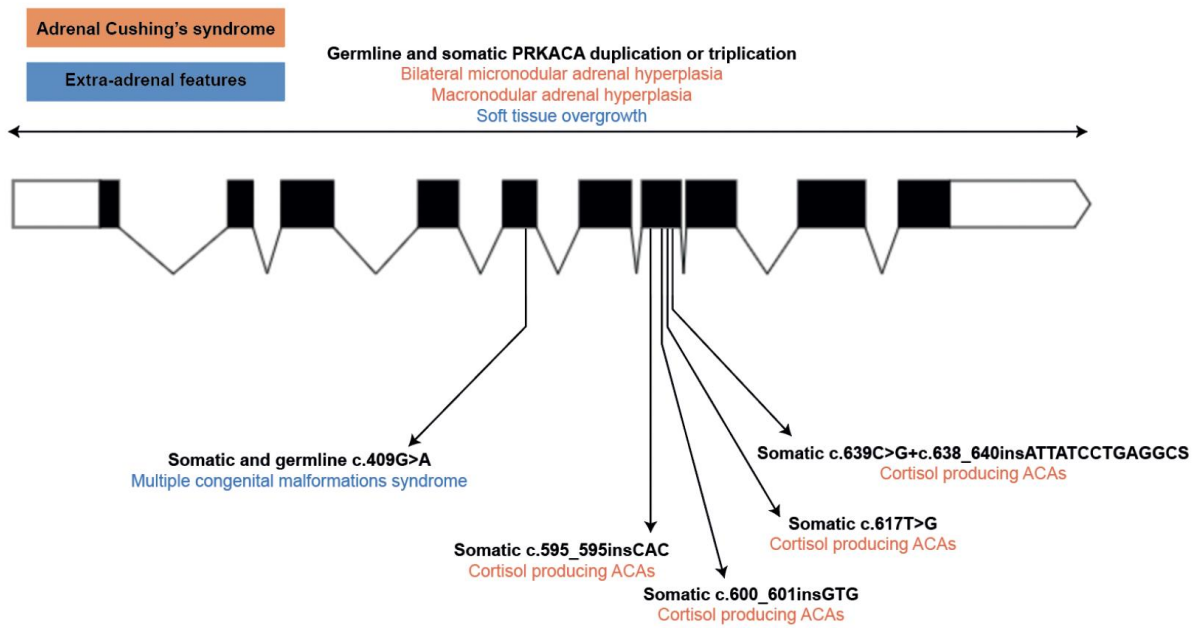 Adrenal Cushing's syndrome
Extra-adrenal features
Germline and somatic PRKACA duplication or triplication
Bilateral micronodular adrenal hyperplasia
Macronodular adrenal hyperplasia
Soft tissue overgrowth
Somatic and germline c.409G>A
Multiple congenital malformations syndrome
Somatic c.639C>G+c.638_640insATTATCCTGAGGCS
Cortisol producing ACAs
Somatic c.617T>G
Cortisol producing ACAs
Somatic c.595_595insCAC
Cortisol producing ACAs
Somatic c.600_601insGTG
Cortisol producing ACAs